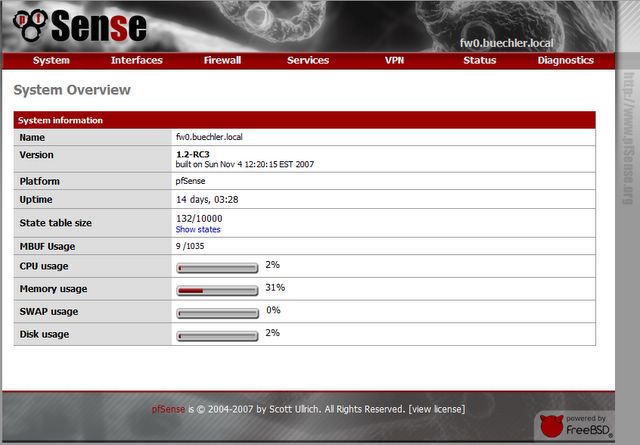 pf Sense
fw0.buechler.local
System Interfaces Firewall Services VPN Status Diagnostics
http://www.pfSense.org
System Overview
System information
Name fw0.buechler.local
Version 1.2-RC3
built on Sun Nov 4 12:20:15 EST 2007
Platform pfSense
Uptime 14 days, 03:28
State table size 132/10000
Show states
MBUF Usage 9 /1035
CPU usage 2%
Memory usage 31%
SWAP usage 0%
Disk usage 2%
pfSense is © 2004-2007 by Scott Ullrich. All Rights Reserved. [view license]
powered by
FreeBSD®